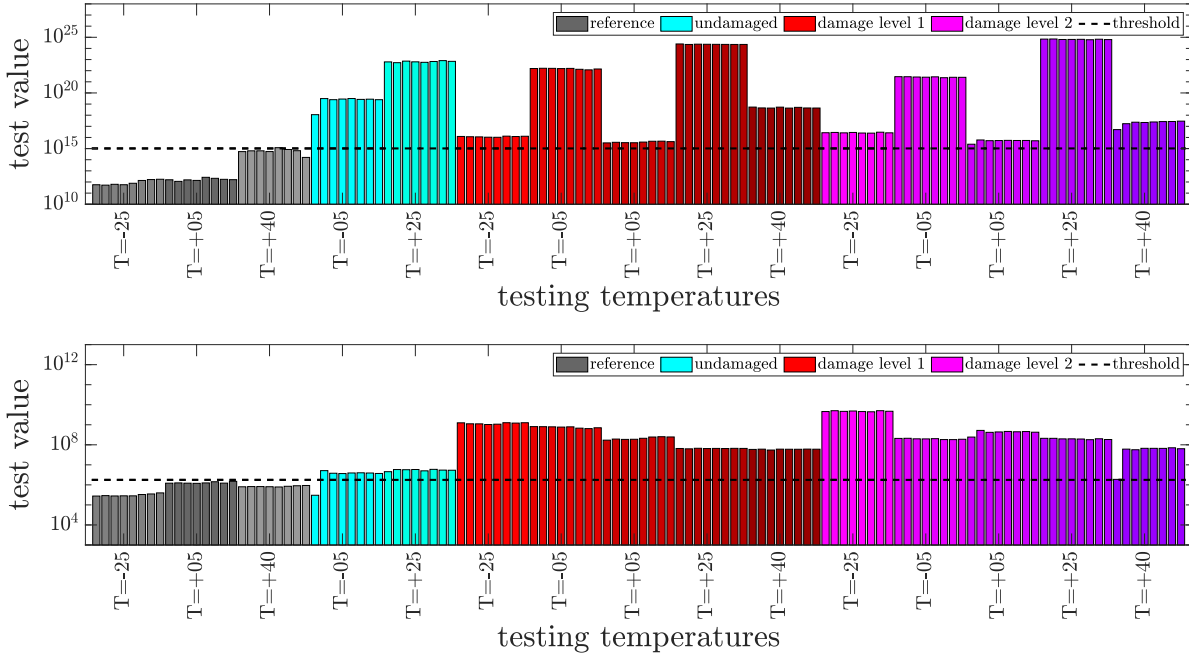 reference undamaged damage level 1 damage level 2 threshold
10^25
10^20
10^15
10^10
test value
T=-25 T=+05 T=+40 T=-05 T=+25 T=-25 T=-05 T=+05 T=+25 T=+40 T=-25 T=-05 T=+05 T=+25 T=+40
testing temperatures
reference undamaged damage level 1 damage level 2 threshold
10^12
10^8
10^4
test value
T=-25 T=+05 T=+40 T=-05 T=+25 T=-25 T=-05 T=+05 T=+25 T=+40 T=-25 T=-05 T=+05 T=+25 T=+40
testing temperatures